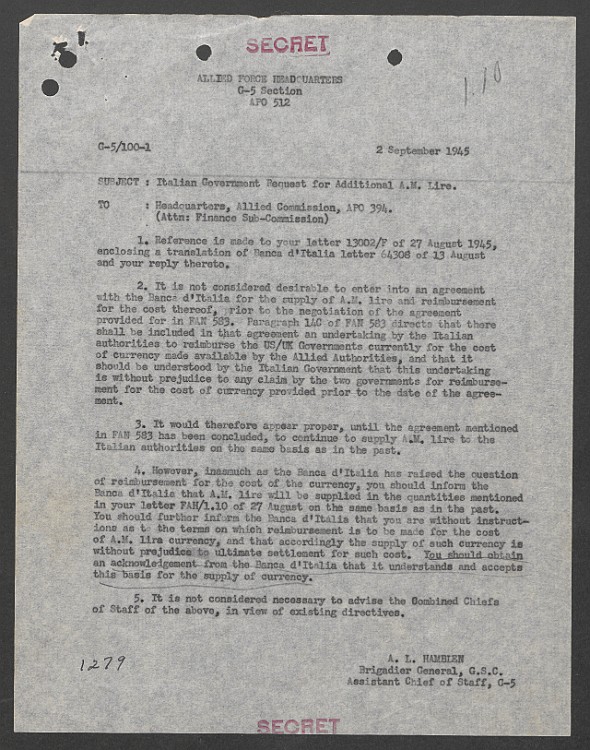 SECRET
1.10
ALLIED FORCE HEADQUARTERS
G-5 Section
APO 512
G-5/100-1
2 September 1945
SUBJECT : Italian Government Request for Additional A.M. Lire.
TO : Headquarters, Allied Commission, APO 394.
(Attn: Finance Sub-Commission)
1. Reference is made to your letter 13002/F of 27 August 1945,
enclosing a translation of Banca d'Italia letter 64308 of 13 August
and your reply thereto.
2. It is not considered desirable to enter into an agreement
with the Banca d'Italia for the supply of A.M. lire and reimbursement
for the cost thereof, prior to the negotiation of the agreement
provided for in FAN 583. Paragraph 14C of FAN 583 directs that there
shall be included in that agreement an undertaking by the Italian
authorities to reimburse the US/UK Governments currently for the cost
of currency made available by the Allied Authorities, and that it
should be understood by the Italian Government that this undertaking
is without prejudice to any claim by the two governments for reimburse-
ment for the cost of currency provided prior to the date of the agree-
ment.
3. It would therefore appear proper, until the agreement mentioned
in FAN 583 has been concluded, to continue to supply A.M. lire to the
Italian authorities on the same basis as in the past.
4. However, inasmuch as the Banca d'Italia has raised the question
of reimbursement for the cost of the currency, you should inform the
Banca d'Italia that A.M. lire will be supplied in the quantities mentioned
in your letter FAH/1.10 of 27 August on the same basis as in the past.
You should further inform the Banca d'Italia that you are without instruct-
ions as to the terms on which reimbursement is to be made for the cost
of A.M. lire currency, and that accordingly the supply of such currency is
without prejudice to ultimate settlement for such cost. You should obtain
an acknowledgement from the Banca d'Italia that it understands and accepts
this basis for the supply of currency.
5. It is not considered necessary to advise the Combined Chiefs
of Staff of the above, in view of existing directives.
A. L. HAMBLEN
Brigadier General, G.S.C.
Assistant Chief of Staff, G-5
1279
SECRET